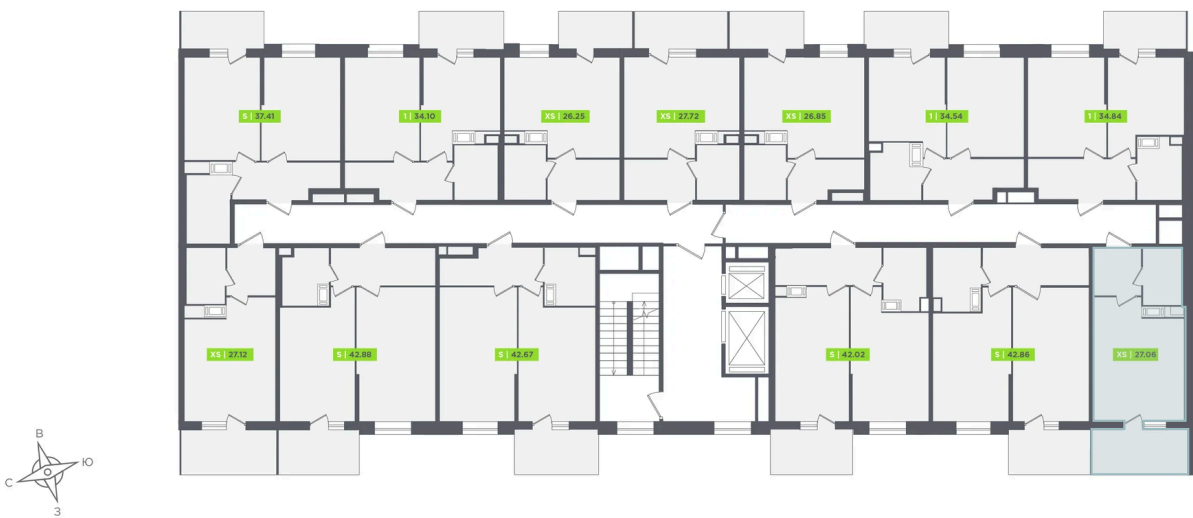 S | 37.41
1 | 34.10
XS | 26.25
XS | 27.72
XS | 26.85
1 | 34.54
1 | 34.84
XS | 27.12
S | 42.88
S | 42.67
S | 42.02
S | 42.86
XS | 27.06
В
Ю
С
З